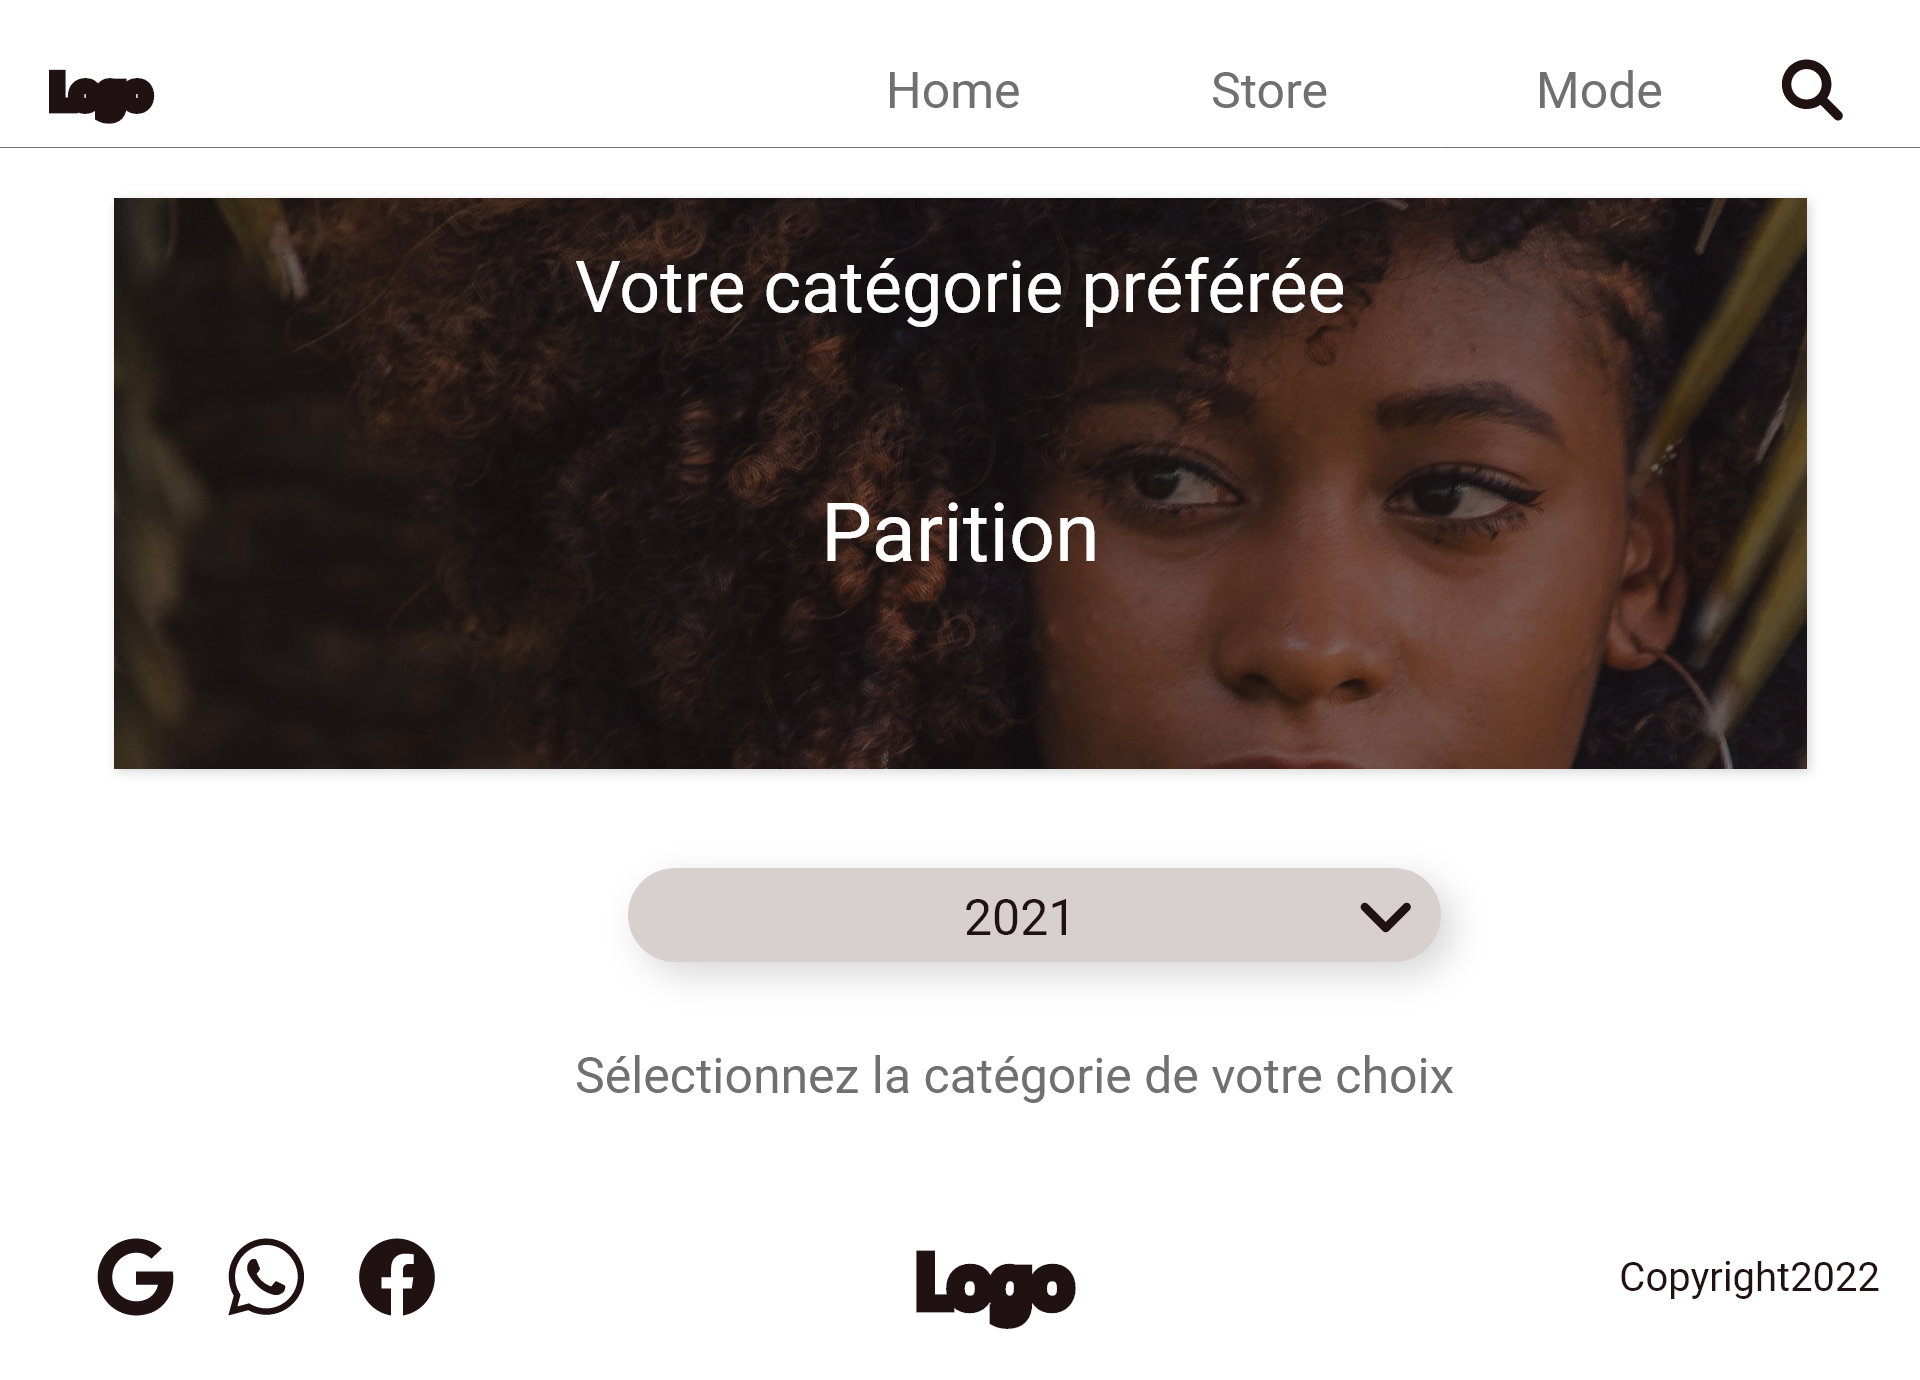 Logo
Home
Store
Mode
Votre catégorie préférée
Parition
2021
Sélectionnez la catégorie de votre choix
Logo
Copyright2022